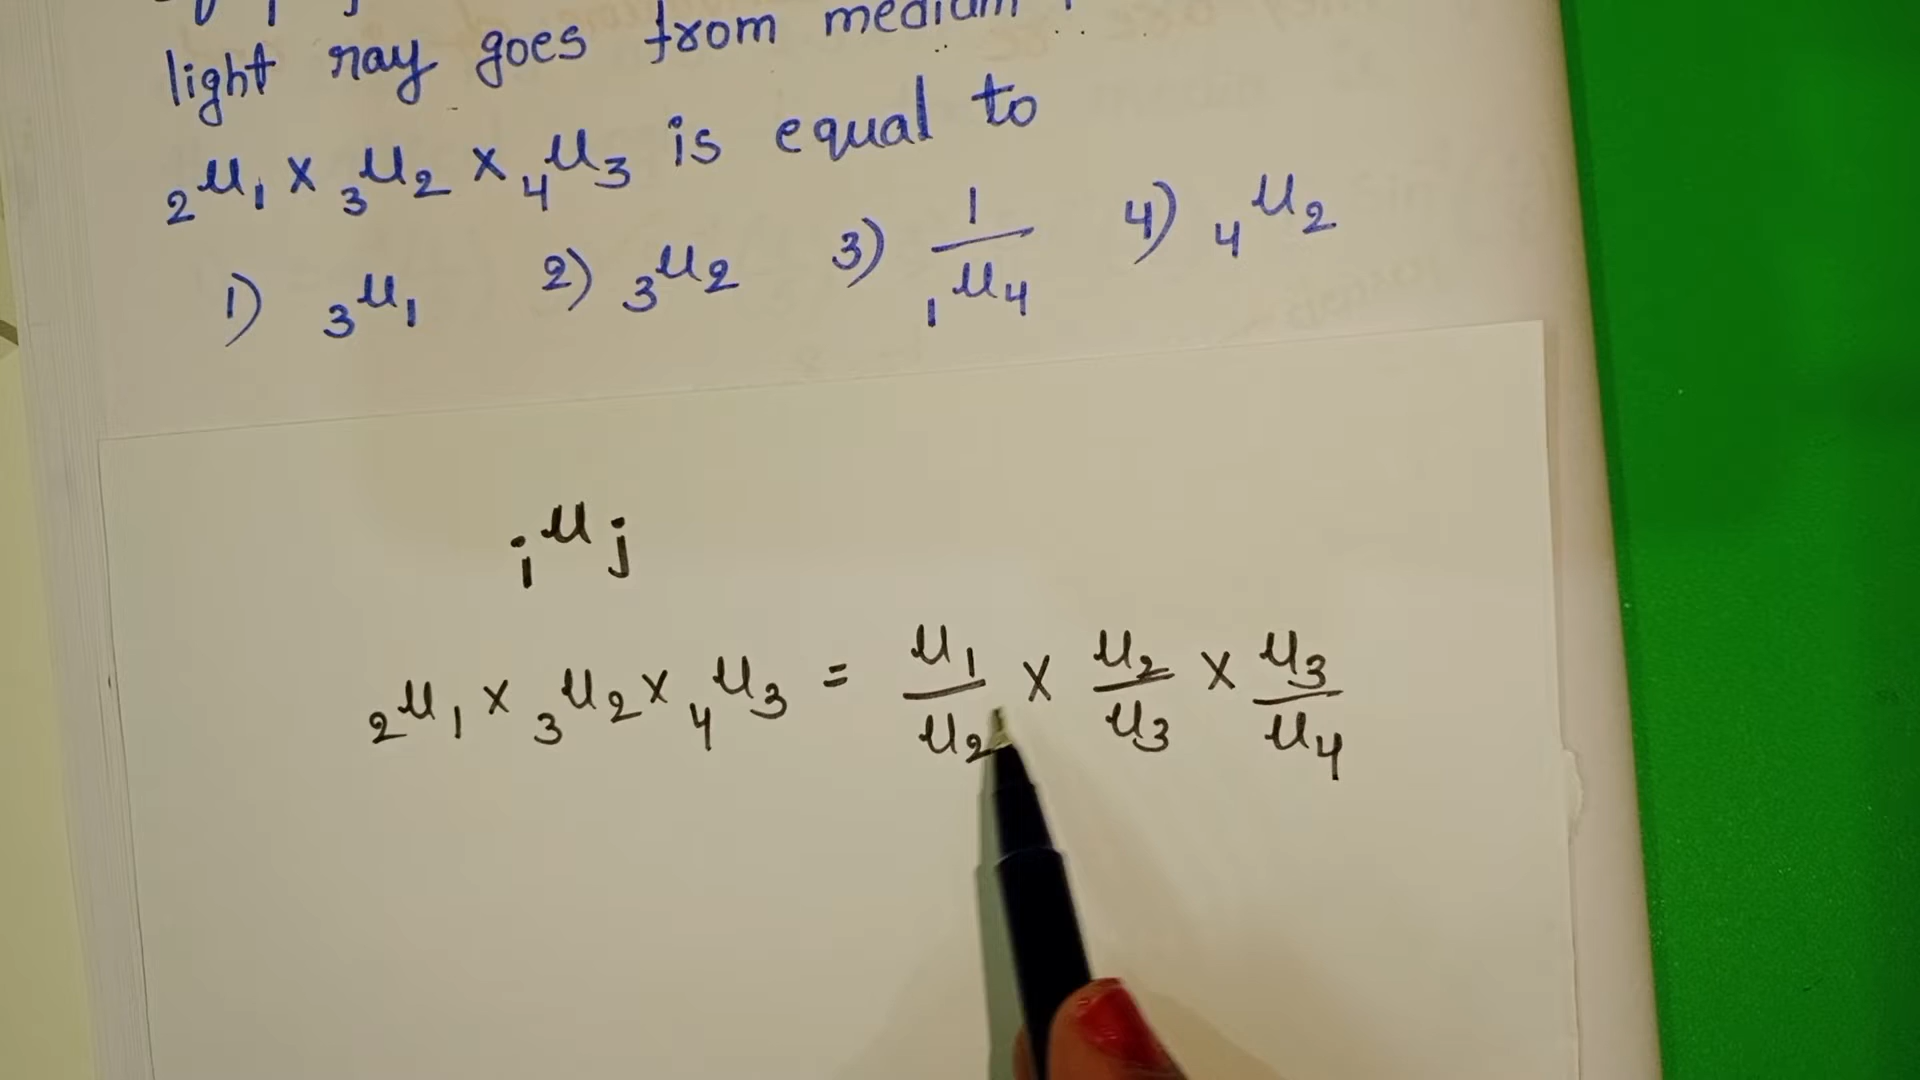 light ray goes from medium
₂μ₁ × ₃μ₂ × ₄μ₃ is equal to
1) ₃μ₁ 2) ₃μ₂ 3) 1/₁μ₄ 4) ₄μ₂
ᵢμⱼ
₂μ₁ × ₃μ₂ × ₄μ₃ = μ₁/μ₂ × μ₂/μ₃ × μ₃/μ₄